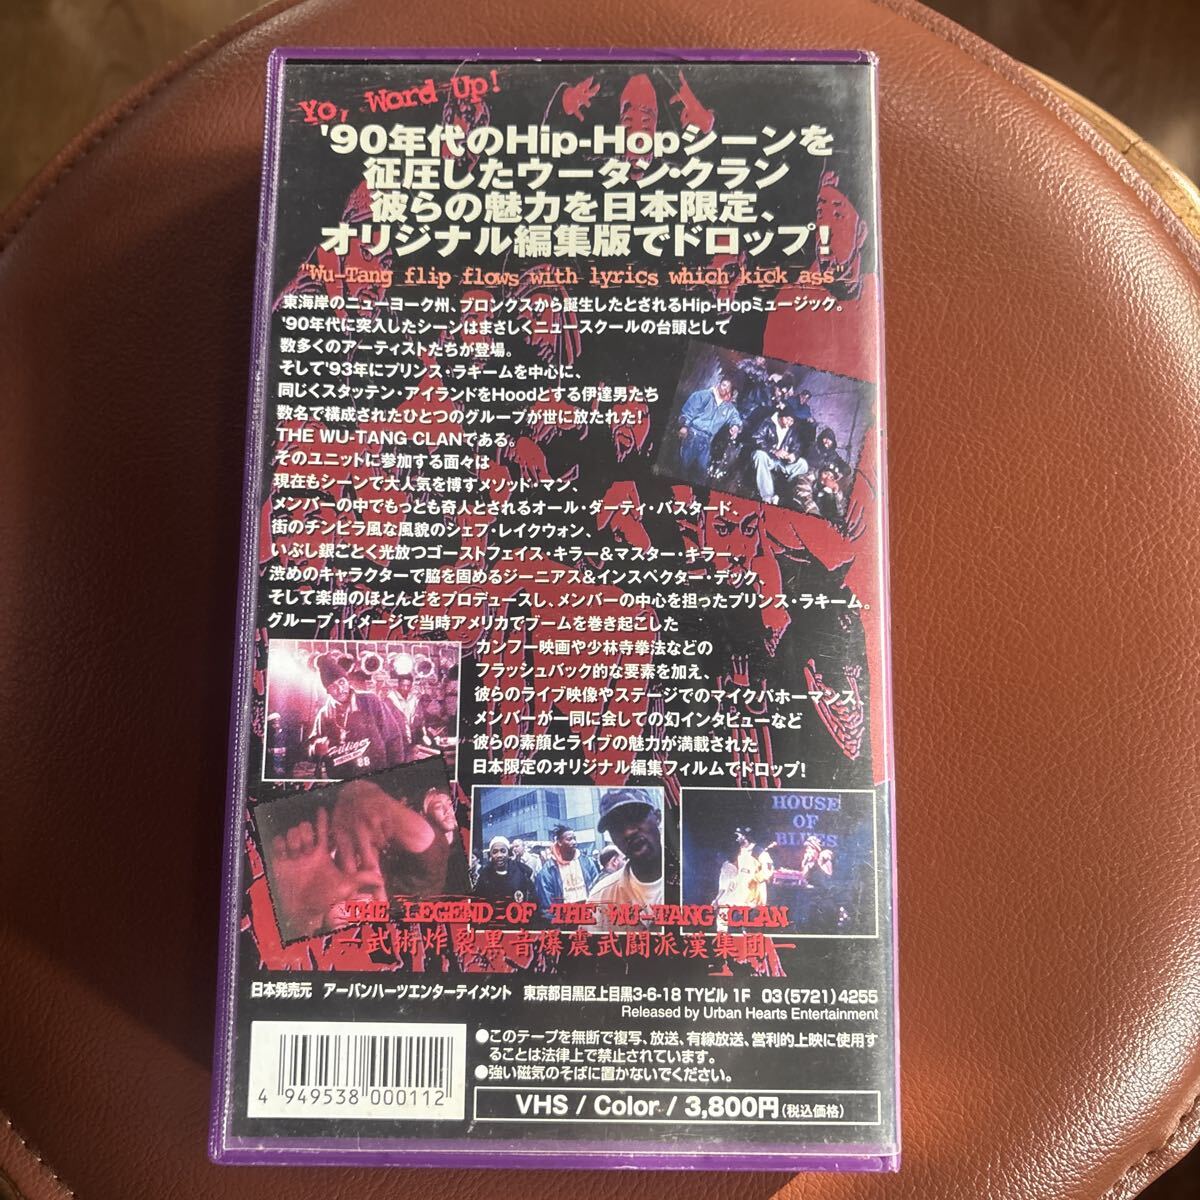 Yo, Word Up!
'90年代のHip-Hopシーンを
征圧したウータン・クラン
彼らの魅力を日本限定、
オリジナル編集版でドロップ!
"Wu-Tang flip flows with lyrics which kick ass"
東海岸のニューヨーク州、ブロンクスから誕生したとされるHip-Hopミュージック。
'90年代に突入したシーンはまさしくニュースクールの台頭として
数多くのアーティストたちが登場。
そして'93年にプリンス・ラキームを中心に、
同じくスタッテン・アイランドをHoodとする伊達男たち
数名で構成されたひとつのグループが世に放たれた!
THE WU-TANG CLANである。
そのユニットに参加する面々は
現在もシーンで大人気を博すメソッド・マン、
メンバーの中でもっとも奇人とされるオール・ダーティ・バスタード、
街のチンピラ風な風貌のシェフ・レイクウォン、
いぶし銀ごとく光放つゴーストフェイス・キラー&マスター・キラー、
渋めのキャラクターで脇を固めるジーニアス&インスペクター・デック、
そして楽曲のほとんどをプロデュースし、メンバーの中心を担ったプリンス・ラキーム。
グループ・イメージで当時アメリカでブームを巻き起こした
カンフー映画や少林寺拳法などの
フラッシュバック的な要素を加え、
彼らのライブ映像やステージでのマイクパホーマンス、
メンバーが一同に会しての幻インタビューなど
彼らの素顔とライブの魅力が満載された
日本限定のオリジナル編集フィルムでドロップ!
Hilfiger
88
HOUSE
OF
BLUES
THE LEGEND OF THE WU-TANG CLAN
―武術炸裂黒音爆震武闘派漢集団―
日本発売元 アーバンハーツエンターテイメント 東京都目黒区上目黒3-6-18 TYビル 1F 03(5721)4255
Released by Urban Hearts Entertainment
●このテープを無断で複写、放送、有線放送、営利的上映に使用す
ることは法律上で禁止されています。
●強い磁気のそばに置かないでください。
4 949538 000112
VHS / Color / 3,800円(税込価格)